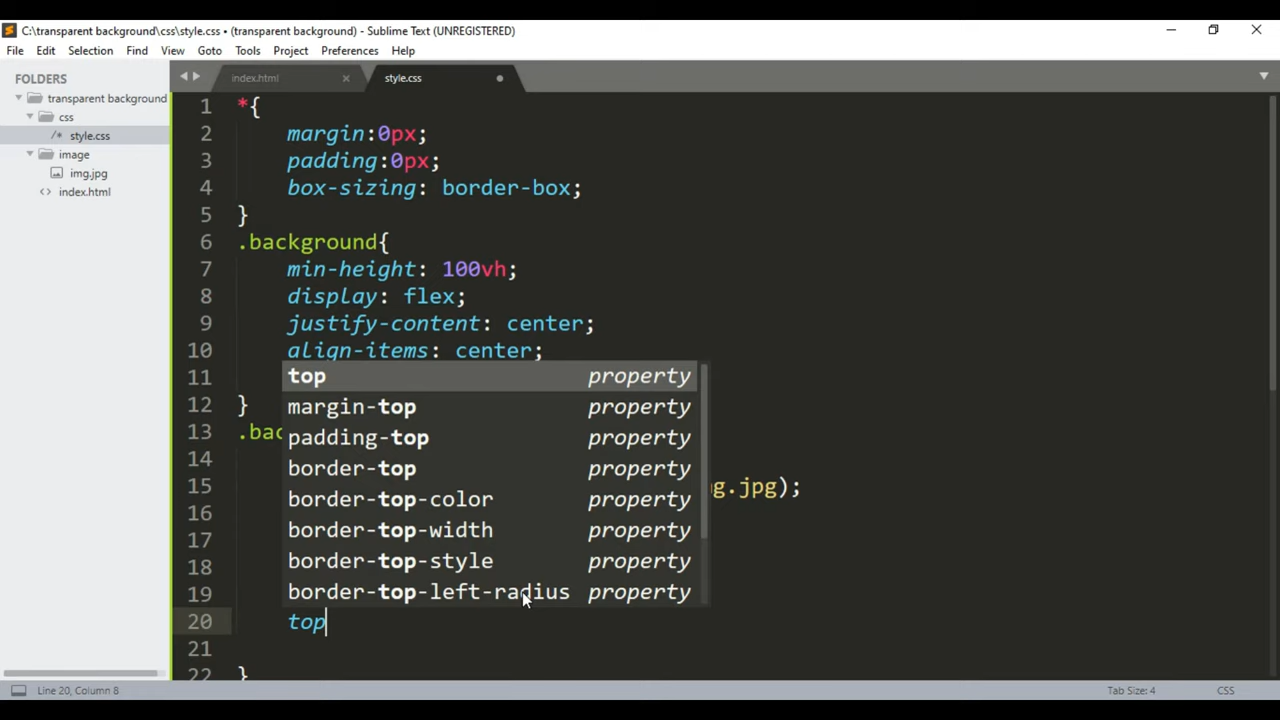 C:\transparent background\css\style.css • (transparent background) - Sublime Text (UNREGISTERED)
File Edit Selection Find View Goto Tools Project Preferences Help
FOLDERS
transparent background
css
/* style.css
image
img.jpg
<> index.html
index.html × style.css
1 *{
2 margin:0px;
3 padding:0px;
4 box-sizing: border-box;
5 }
6 .background{
7 min-height: 100vh;
8 display: flex;
9 justify-content: center;
10 align-items: center;
11
12 }
13 .bac
14
15 g.jpg);
16
17
18
19
20 top
21
22 }
top property
margin-top property
padding-top property
border-top property
border-top-color property
border-top-width property
border-top-style property
border-top-left-radius property
Line 20, Column 8 Tab Size: 4 CSS